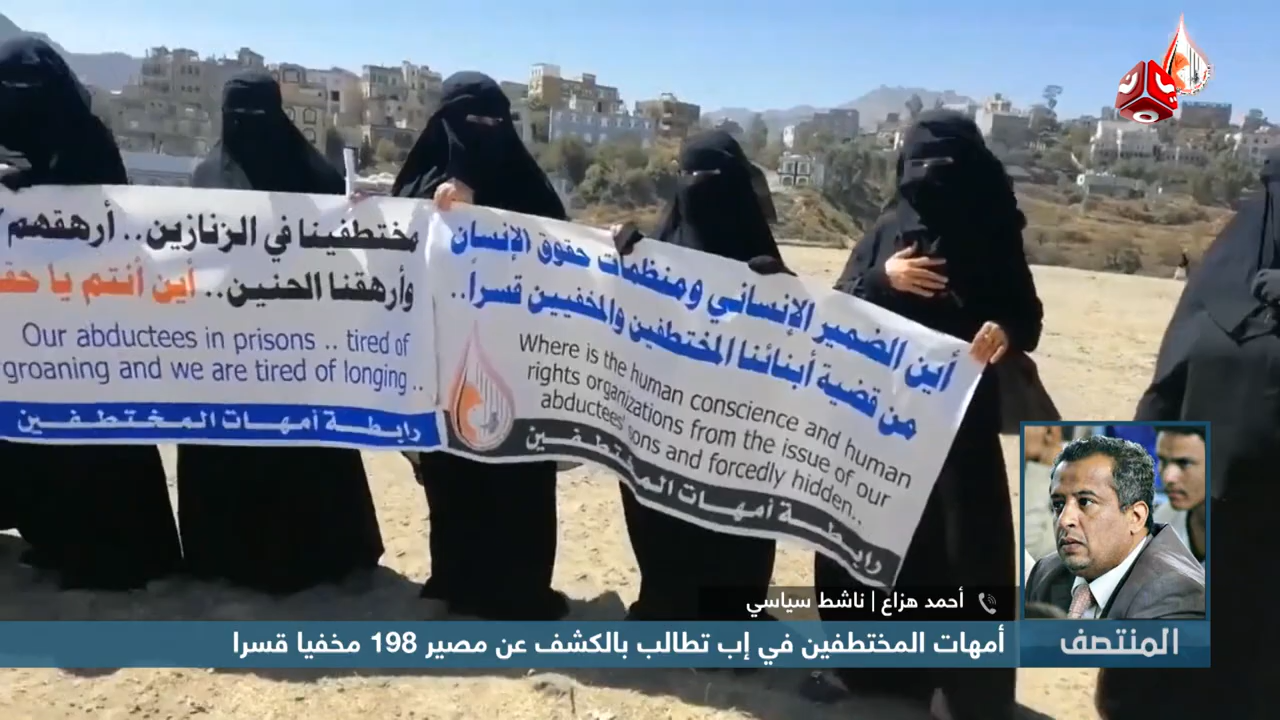 مختطفينا في الزنازين.. أرهقهم
وأرهقنا الحنين.. أين أنتم يا
Our abductees in prisons .. tired of
groaning and we are tired of longing ..
رابطة أمهات المختطفين
أين الضمير الإنساني ومنظمات حقوق الإنسان
من قضية أبنائنا المختطفين والمخفيين قسراً..
Where is the human conscience and human
rights organizations from the issue of our
abductees' sons and forcedly hidden..
رابطة أمهات المختطفين
أحمد هزاع | ناشط سياسي
المنتصف
أمهات المختطفين في إب تطالب بالكشف عن مصير 198 مخفيا قسرا